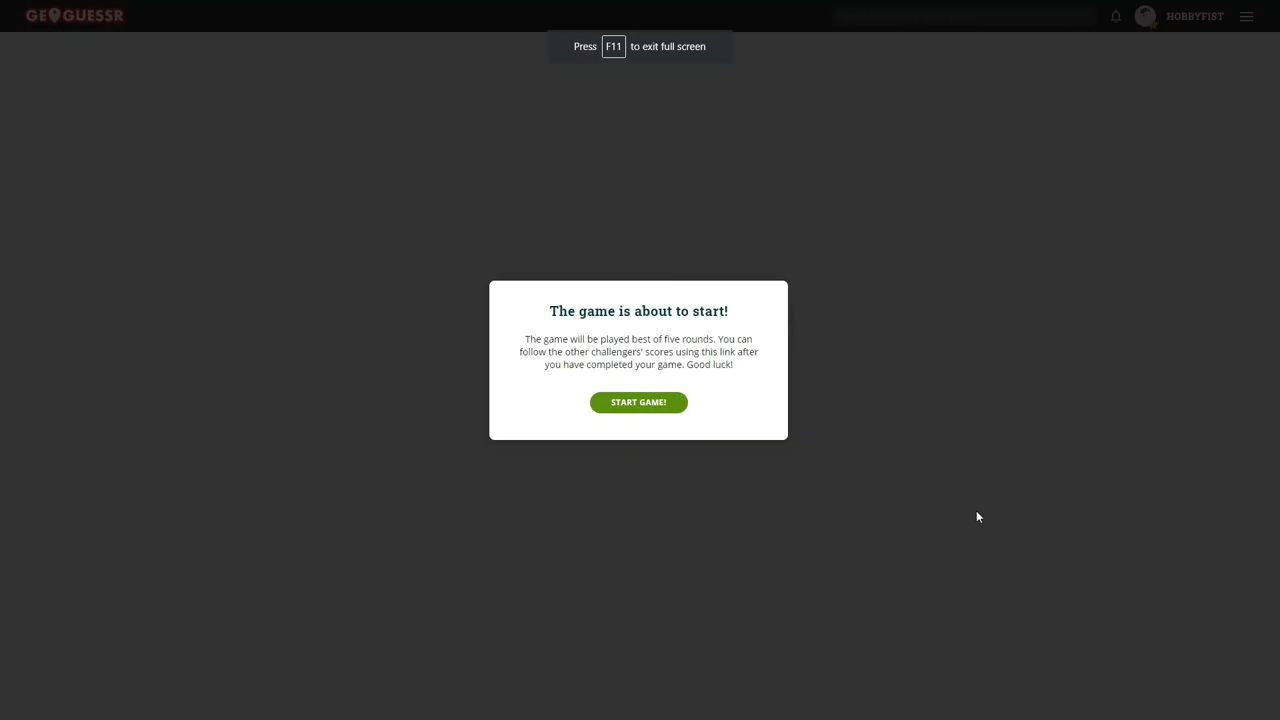 GEOGUESSR
HOBBYFIST
Press F11 to exit full screen
The game is about to start!
The game will be played best of five rounds. You can
follow the other challengers' scores using this link after
you have completed your game. Good luck!
START GAME!